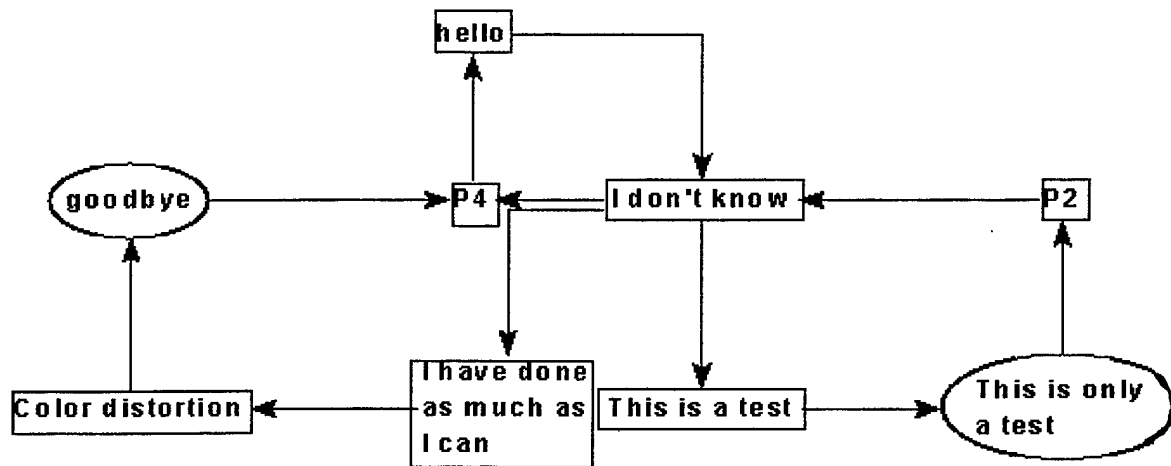 hello
goodbye
P4
I don't know
P2
I have done
as much as
I can
Color distortion
This is a test
This is only
a test